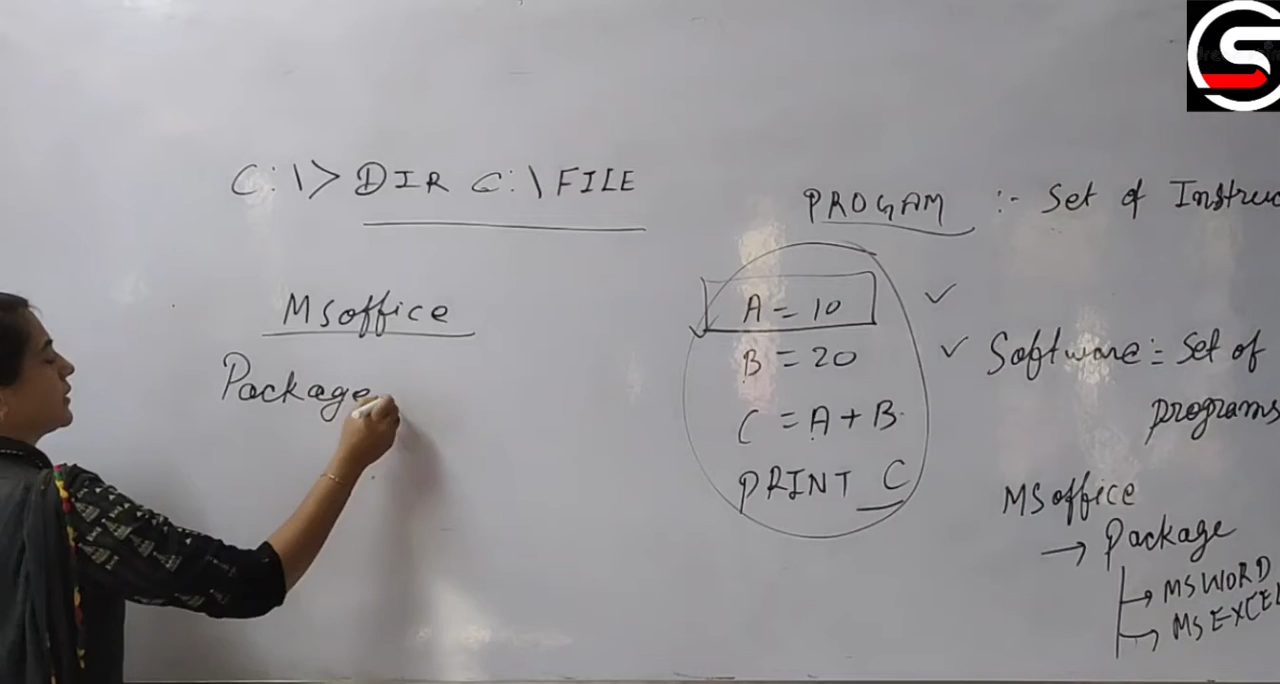 C:\> DIR C:\FILE
MSoffice
Package
PROGAM :- Set of Instruc
A = 10
B = 20
C = A + B
PRINT C
Software:= Set of
programs
MSoffice
→ Package
→ MSWORD
→ MS EXCEL
S